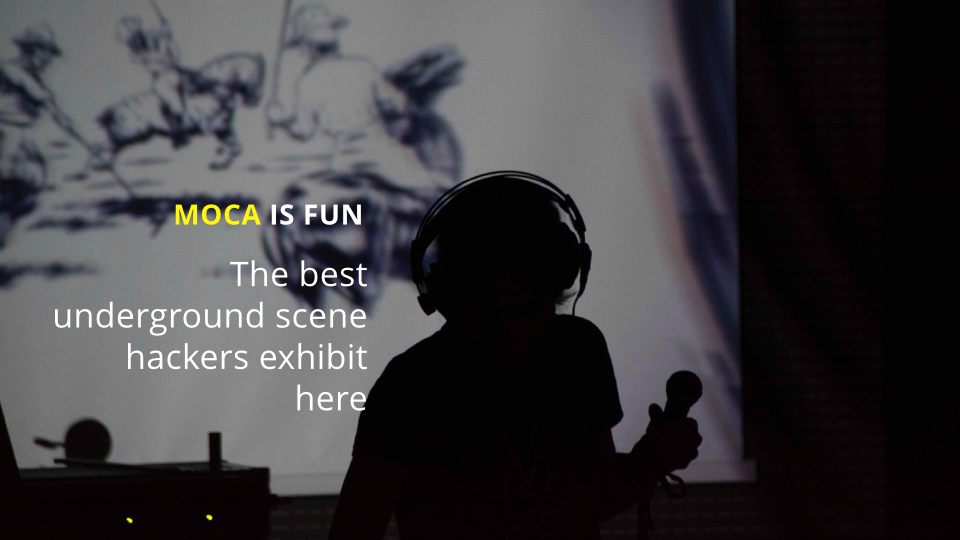 MOCA IS FUN
The best
underground scene
hackers exhibit
here